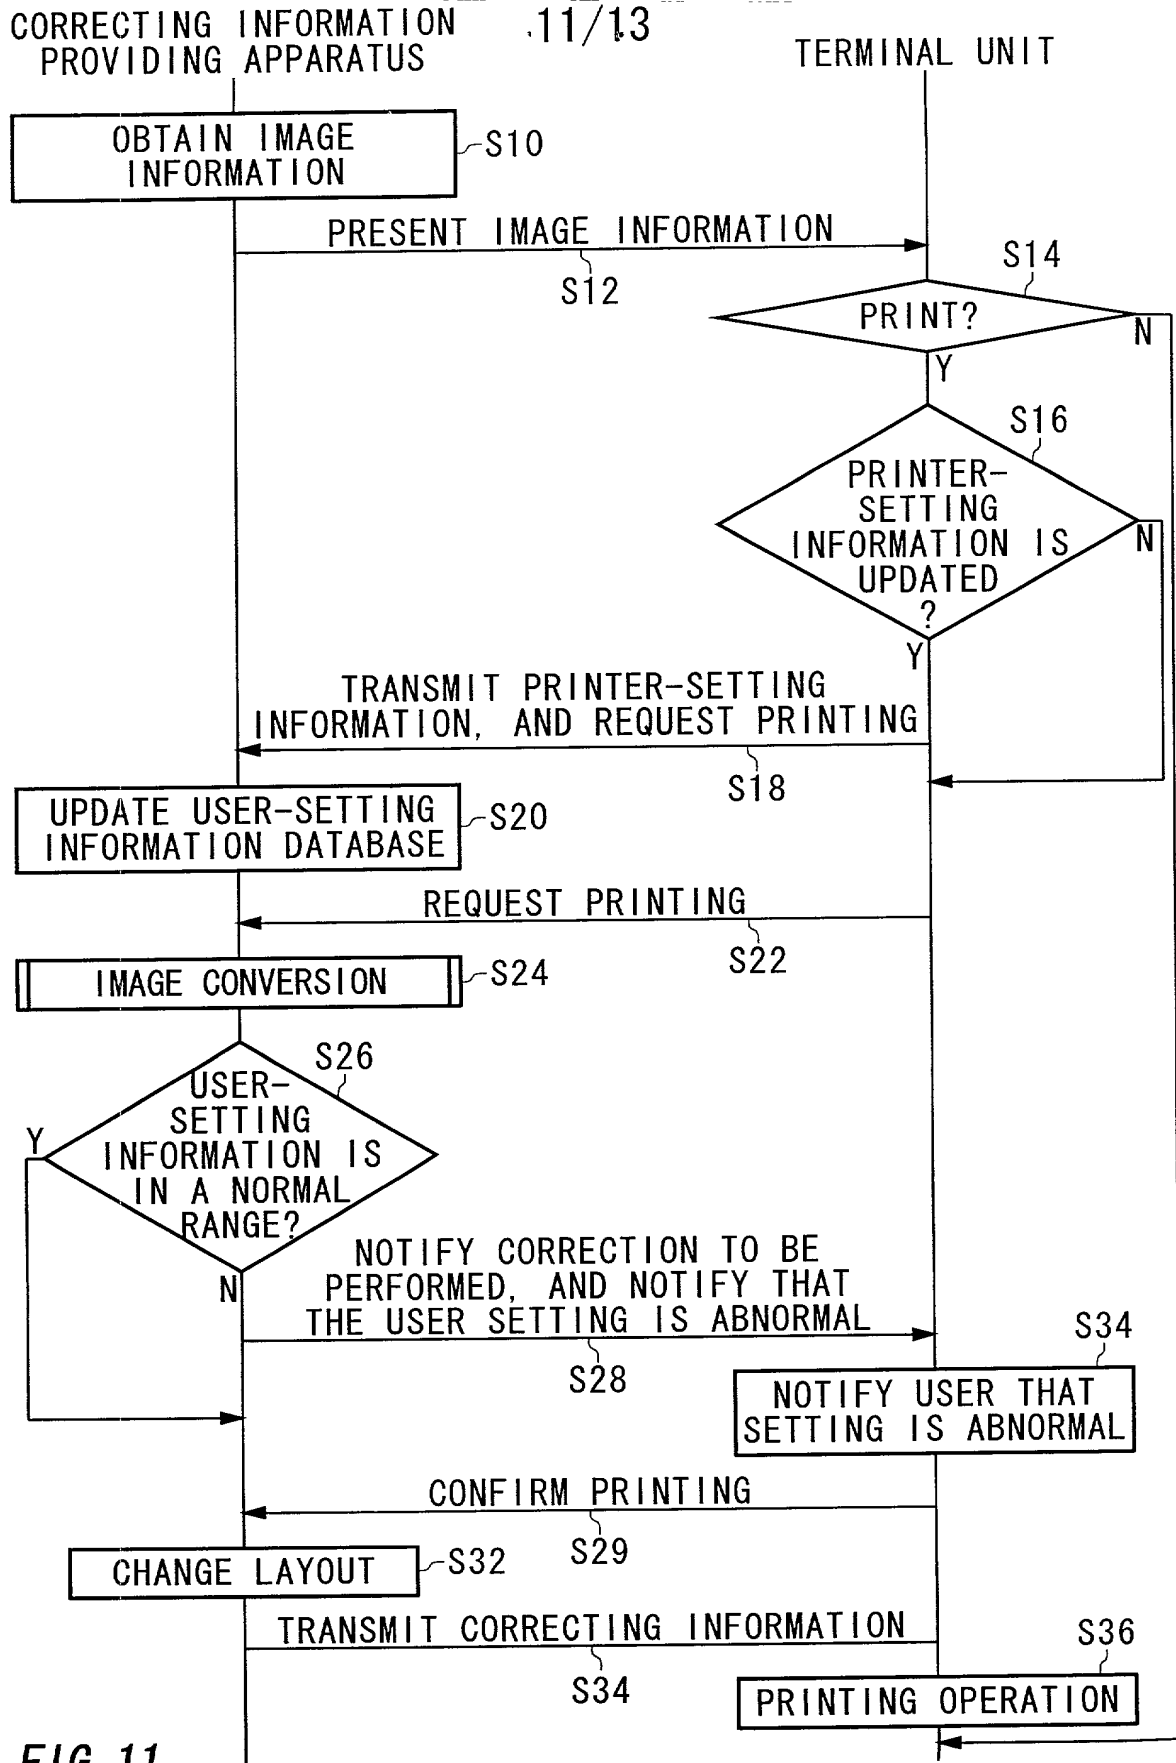 CORRECTING INFORMATION
PROVIDING APPARATUS
11/13
TERMINAL UNIT
OBTAIN IMAGE
INFORMATION
S10
PRESENT IMAGE INFORMATION
S12
S14
PRINT?
N
Y
S16
PRINTER-
SETTING
INFORMATION IS
UPDATED
?
N
Y
TRANSMIT PRINTER-SETTING
INFORMATION, AND REQUEST PRINTING
S18
UPDATE USER-SETTING
INFORMATION DATABASE
S20
REQUEST PRINTING
S22
IMAGE CONVERSION
S24
S26
USER-
SETTING
INFORMATION IS
IN A NORMAL
RANGE?
Y
N
NOTIFY CORRECTION TO BE
PERFORMED, AND NOTIFY THAT
THE USER SETTING IS ABNORMAL
S28
S34
NOTIFY USER THAT
SETTING IS ABNORMAL
CONFIRM PRINTING
S29
CHANGE LAYOUT
S32
TRANSMIT CORRECTING INFORMATION
S34
S36
PRINTING OPERATION
FIG. 11